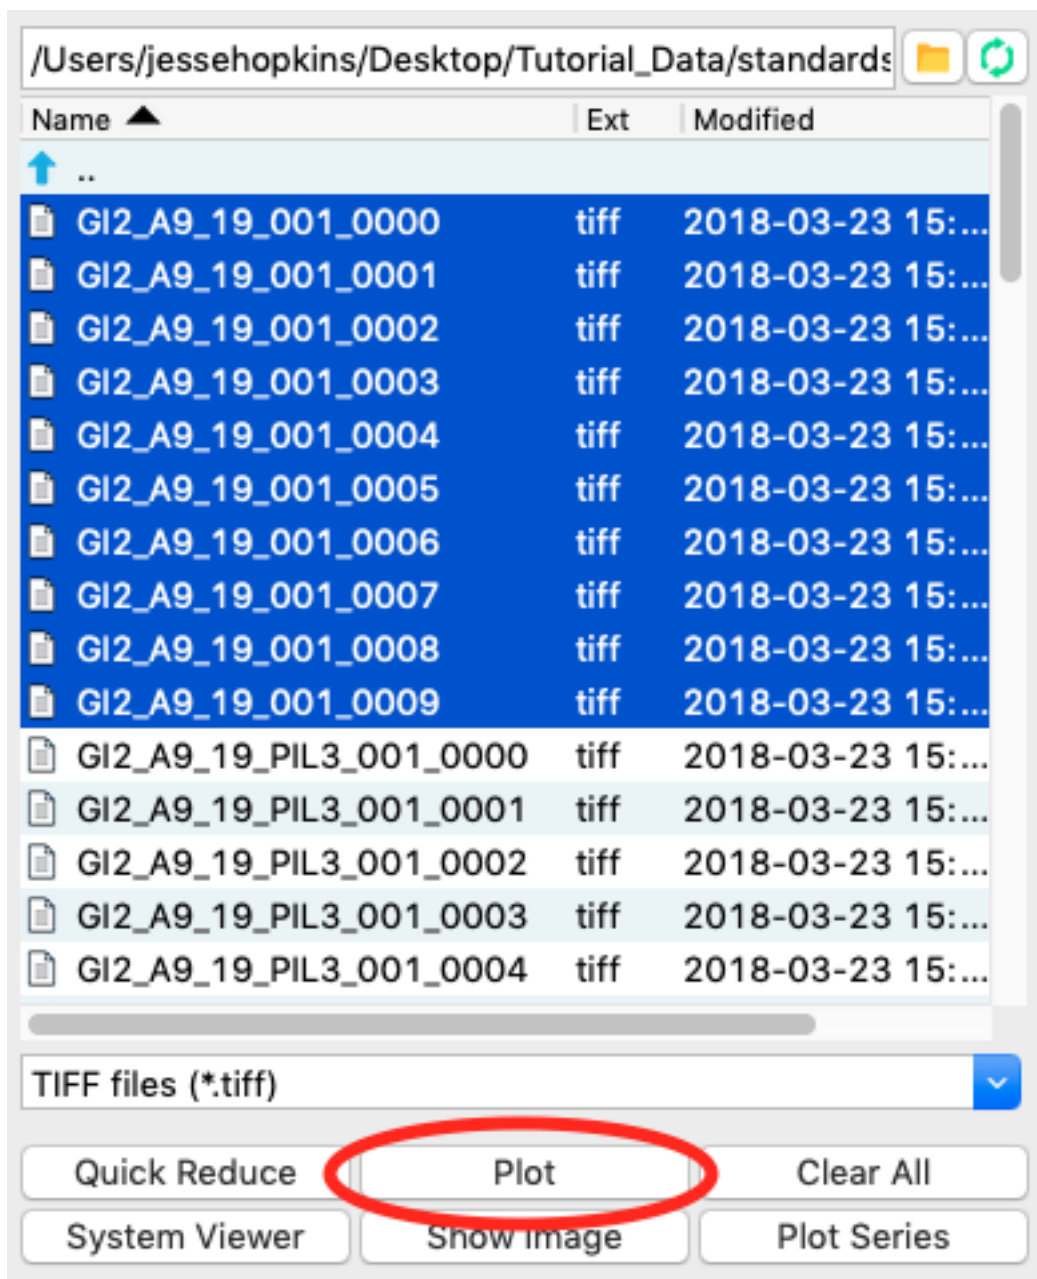 /Users/jessehopkins/Desktop/Tutorial_Data/standards
Name Ext Modified
..
GI2_A9_19_001_0000 tiff 2018-03-23 15:...
GI2_A9_19_001_0001 tiff 2018-03-23 15:...
GI2_A9_19_001_0002 tiff 2018-03-23 15:...
GI2_A9_19_001_0003 tiff 2018-03-23 15:...
GI2_A9_19_001_0004 tiff 2018-03-23 15:...
GI2_A9_19_001_0005 tiff 2018-03-23 15:...
GI2_A9_19_001_0006 tiff 2018-03-23 15:...
GI2_A9_19_001_0007 tiff 2018-03-23 15:...
GI2_A9_19_001_0008 tiff 2018-03-23 15:...
GI2_A9_19_001_0009 tiff 2018-03-23 15:...
GI2_A9_19_PIL3_001_0000 tiff 2018-03-23 15:...
GI2_A9_19_PIL3_001_0001 tiff 2018-03-23 15:...
GI2_A9_19_PIL3_001_0002 tiff 2018-03-23 15:...
GI2_A9_19_PIL3_001_0003 tiff 2018-03-23 15:...
GI2_A9_19_PIL3_001_0004 tiff 2018-03-23 15:...
TIFF files (*.tiff)
Quick Reduce Plot Clear All
System Viewer Show Image Plot Series